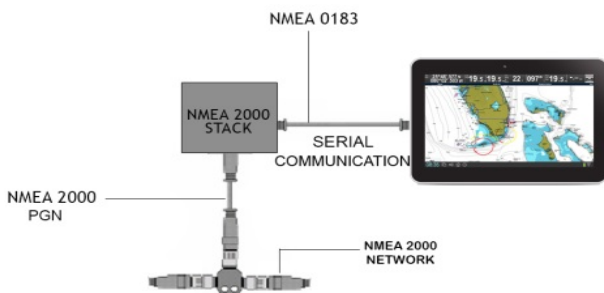 NMEA 0183
NMEA 2000
STACK
SERIAL
COMMUNICATION
NMEA 2000
PGN
NMEA 2000
NETWORK